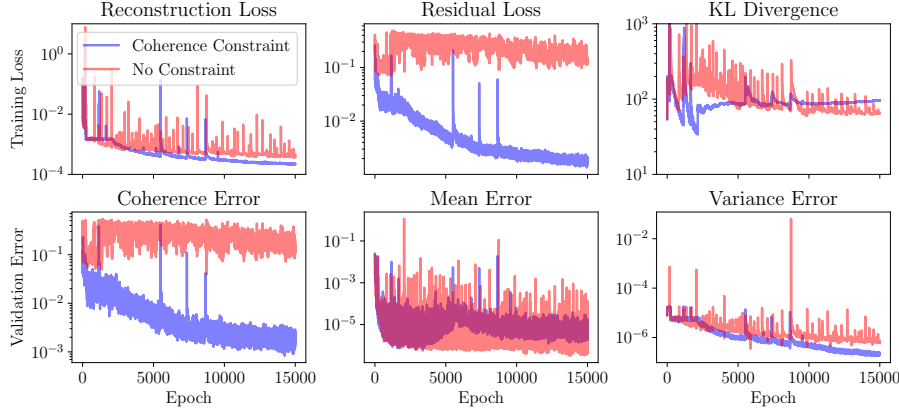 Reconstruction Loss
Residual Loss
KL Divergence
Training Loss
10^0
10^-2
10^-4
Coherence Constraint
No Constraint
10^-1
10^-2
10^3
10^2
10^1
Coherence Error
Mean Error
Variance Error
Validation Error
10^-1
10^-2
10^-3
10^-1
10^-3
10^-5
10^-2
10^-4
10^-6
0 5000 10000 15000
0 5000 10000 15000
0 5000 10000 15000
Epoch
Epoch
Epoch